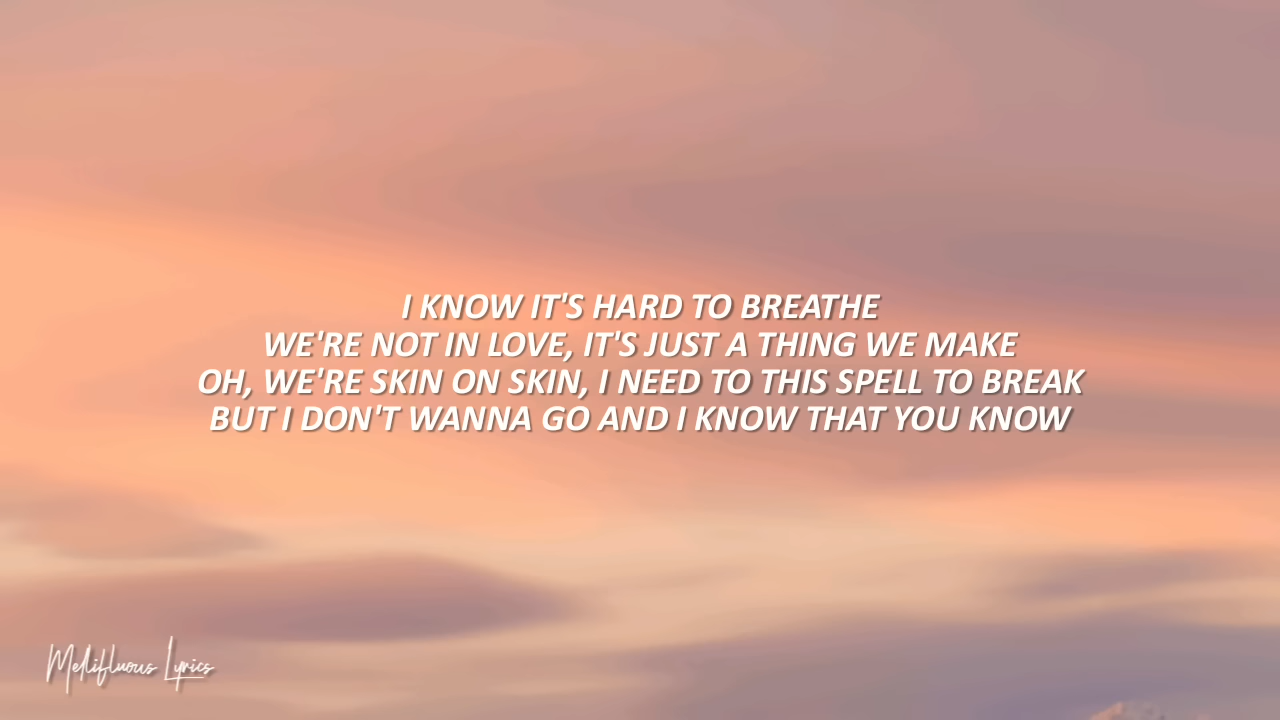 I KNOW IT'S HARD TO BREATHE
WE'RE NOT IN LOVE, IT'S JUST A THING WE MAKE
OH, WE'RE SKIN ON SKIN, I NEED TO THIS SPELL TO BREAK
BUT I DON'T WANNA GO AND I KNOW THAT YOU KNOW
Mellifluous Lyrics